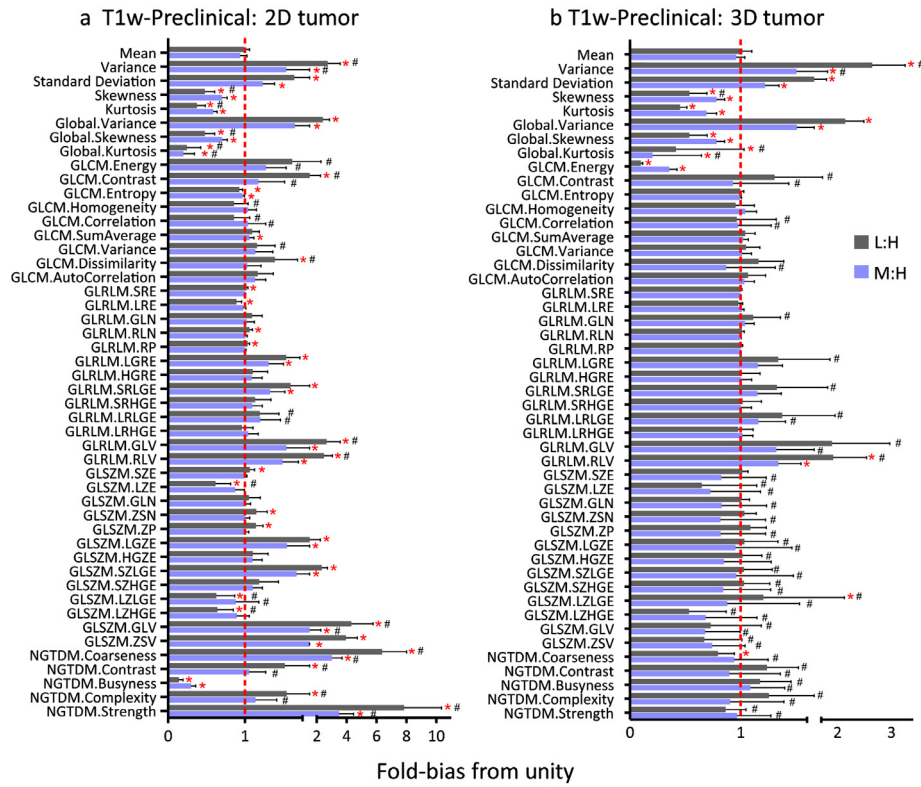 a T1w-Preclinical: 2D tumor
Mean
Variance
Standard Deviation
Skewness
Kurtosis
Global.Variance
Global.Skewness
Global.Kurtosis
GLCM.Energy
GLCM.Contrast
GLCM.Entropy
GLCM.Homogeneity
GLCM.Correlation
GLCM.SumAverage
GLCM.Variance
GLCM.Dissimilarity
GLCM.AutoCorrelation
GLRLM.SRE
GLRLM.LRE
GLRLM.GLN
GLRLM.RLN
GLRLM.RP
GLRLM.LGRE
GLRLM.HGRE
GLRLM.SRLGE
GLRLM.SRHGE
GLRLM.LRLGE
GLRLM.LRHGE
GLRLM.GLV
GLRLM.RLV
GLSZM.SZE
GLSZM.LZE
GLSZM.GLN
GLSZM.ZSN
GLSZM.ZP
GLSZM.LGZE
GLSZM.HGZE
GLSZM.SZLGE
GLSZM.SZHGE
GLSZM.LZLGE
GLSZM.LZHGE
GLSZM.GLV
GLSZM.ZSV
NGTDM.Coarseness
NGTDM.Contrast
NGTDM.Busyness
NGTDM.Complexity
NGTDM.Strength
0 1 2 4 6 8 10
b T1w-Preclinical: 3D tumor
Mean
Variance
Standard Deviation
Skewness
Kurtosis
Global.Variance
Global.Skewness
Global.Kurtosis
GLCM.Energy
GLCM.Contrast
GLCM.Entropy
GLCM.Homogeneity
GLCM.Correlation
GLCM.SumAverage
GLCM.Variance
GLCM.Dissimilarity
GLCM.AutoCorrelation
GLRLM.SRE
GLRLM.LRE
GLRLM.GLN
GLRLM.RLN
GLRLM.RP
GLRLM.LGRE
GLRLM.HGRE
GLRLM.SRLGE
GLRLM.SRHGE
GLRLM.LRLGE
GLRLM.LRHGE
GLRLM.GLV
GLRLM.RLV
GLSZM.SZE
GLSZM.LZE
GLSZM.GLN
GLSZM.ZSN
GLSZM.ZP
GLSZM.LGZE
GLSZM.HGZE
GLSZM.SZLGE
GLSZM.SZHGE
GLSZM.LZLGE
GLSZM.LZHGE
GLSZM.GLV
GLSZM.ZSV
NGTDM.Coarseness
NGTDM.Contrast
NGTDM.Busyness
NGTDM.Complexity
NGTDM.Strength
0 1 2 3
L:H
M:H
Fold-bias from unity